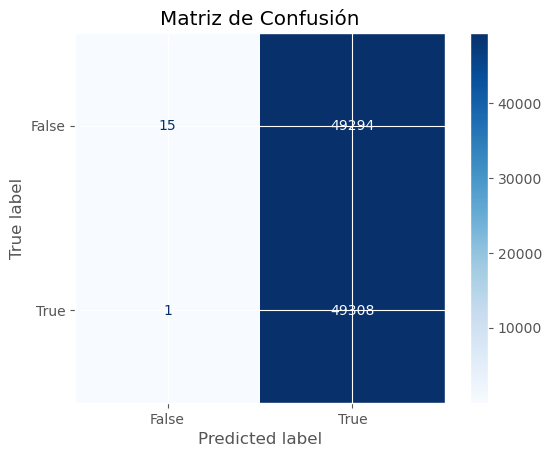 Matriz de Confusión
False
15
49294
True
1
49308
False
True
True label
Predicted label
40000
30000
20000
10000